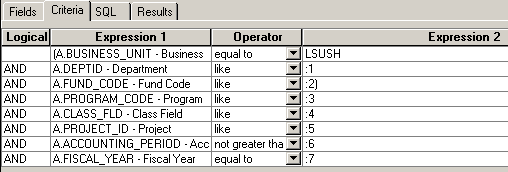 Fields Criteria SQL Results
Logical Expression 1 Operator Expression 2
(A.BUSINESS_UNIT - Business equal to LSUSH
AND A.DEPTID - Department like :1
AND A.FUND_CODE - Fund Code like :2)
AND A.PROGRAM_CODE - Program like :3
AND A.CLASS_FLD - Class Field like :4
AND A.PROJECT_ID - Project like :5
AND A.ACCOUNTING_PERIOD - Acc not greater tha :6
AND A.FISCAL_YEAR - Fiscal Year equal to :7